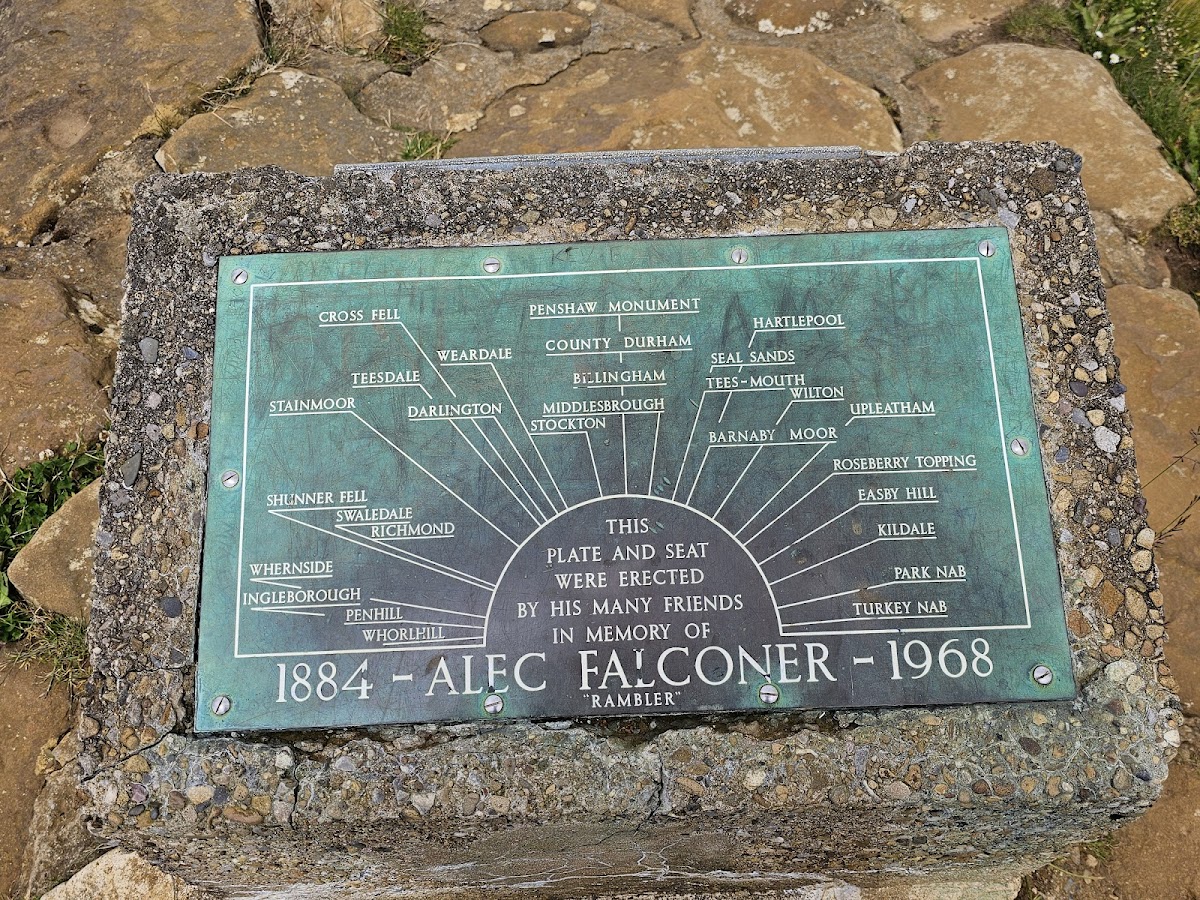 CROSS FELL
WEARDALE
TEESDALE
STAINMOOR
DARLINGTON
PENSHAW MONUMENT
COUNTY DURHAM
BILLINGHAM
MIDDLESBROUGH
STOCKTON
HARTLEPOOL
SEAL SANDS
TEES-MOUTH
WILTON
UPLEATHAM
BARNABY MOOR
ROSEBERRY TOPPING
EASBY HILL
KILDALE
PARK NAB
TURKEY NAB
SHUNNER FELL
SWALEDALE
RICHMOND
WHERNSIDE
INGLEBOROUGH
PENHILL
WHORLHILL
THIS
PLATE AND SEAT
WERE ERECTED
BY HIS MANY FRIENDS
IN MEMORY OF
1884 - ALEC FALCONER - 1968
"RAMBLER"